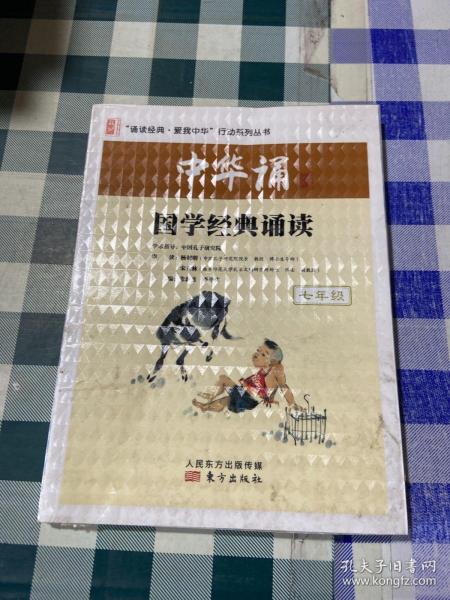 "诵读经典·爱我中华"行动系列丛书
中华诵
国学经典诵读
学术指导：中国孔子研究院
七年级
人民东方出版传媒
东方出版社
孔夫子旧书网
www.kongfz.com